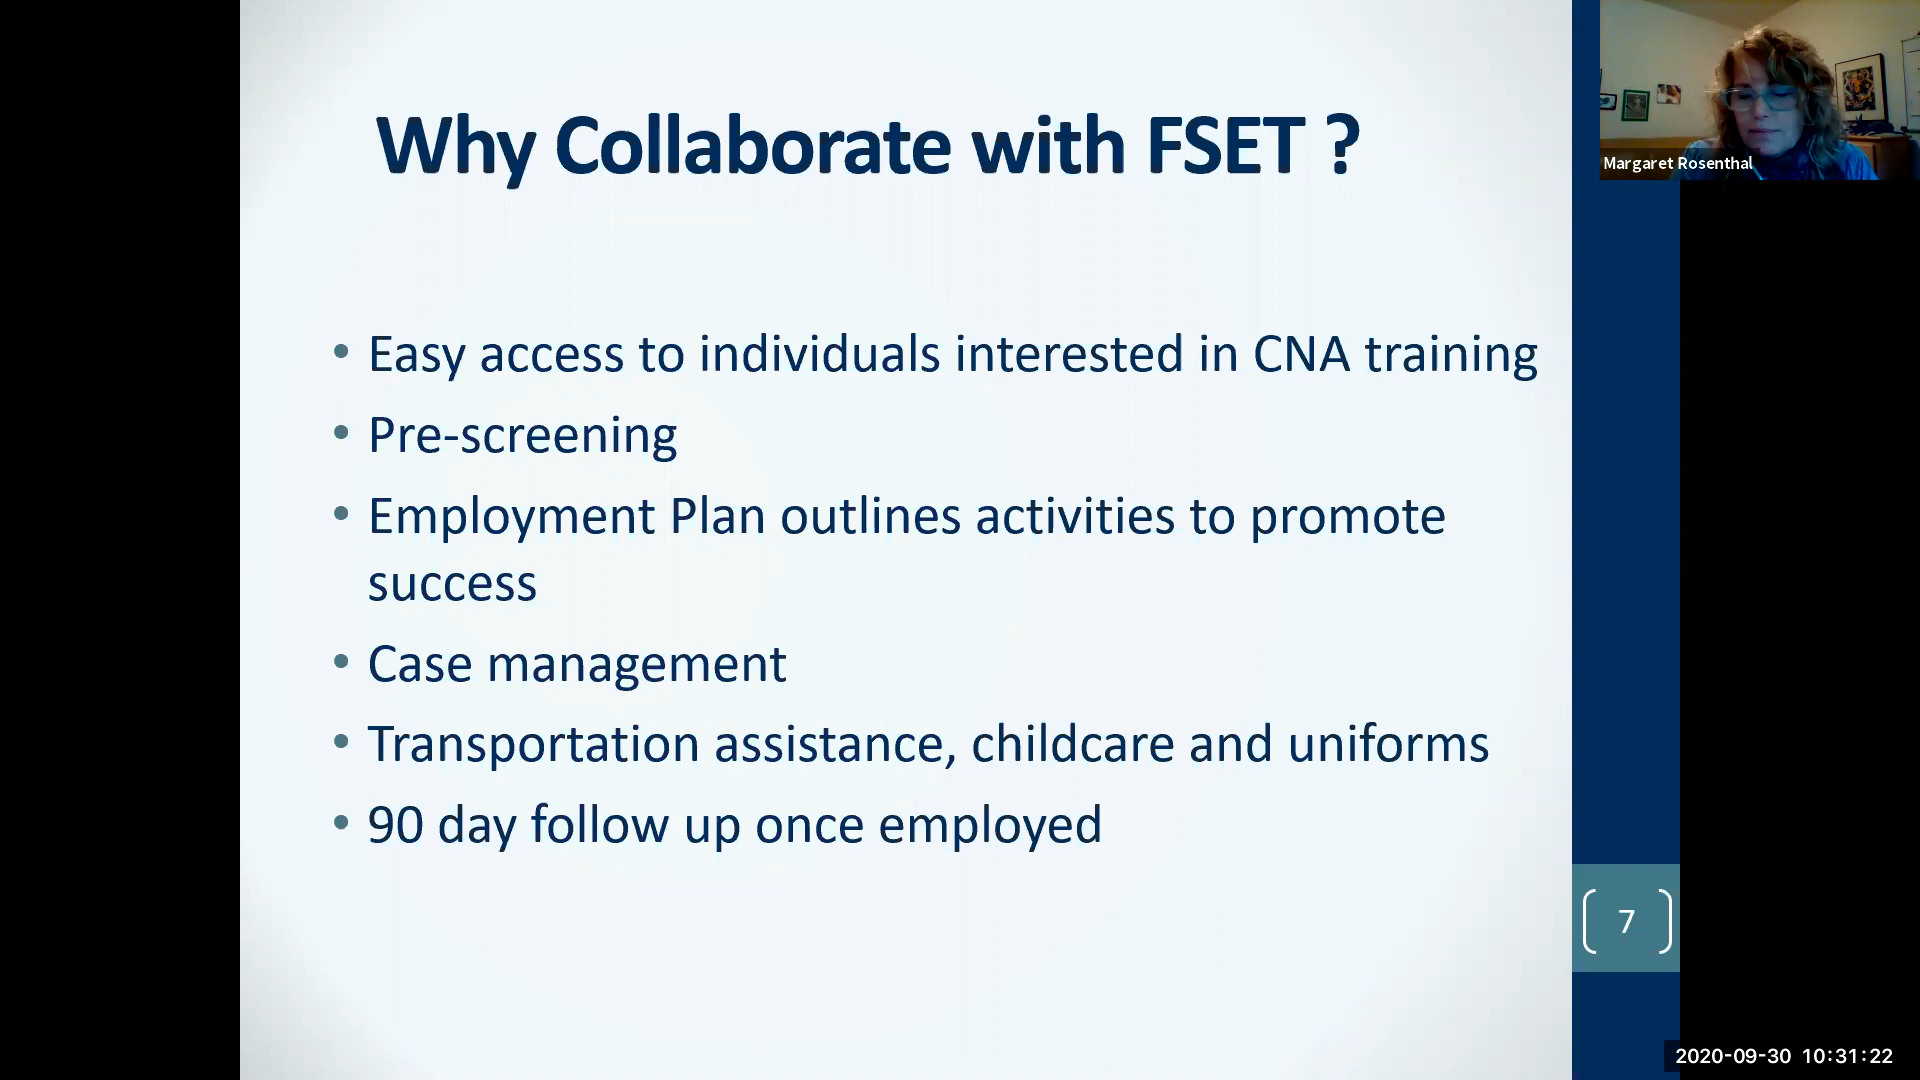 Why Collaborate with FSET ?
• Easy access to individuals interested in CNA training
• Pre-screening
• Employment Plan outlines activities to promote
success
• Case management
• Transportation assistance, childcare and uniforms
• 90 day follow up once employed
7
Margaret Rosenthal
2020-09-30 10:31:22